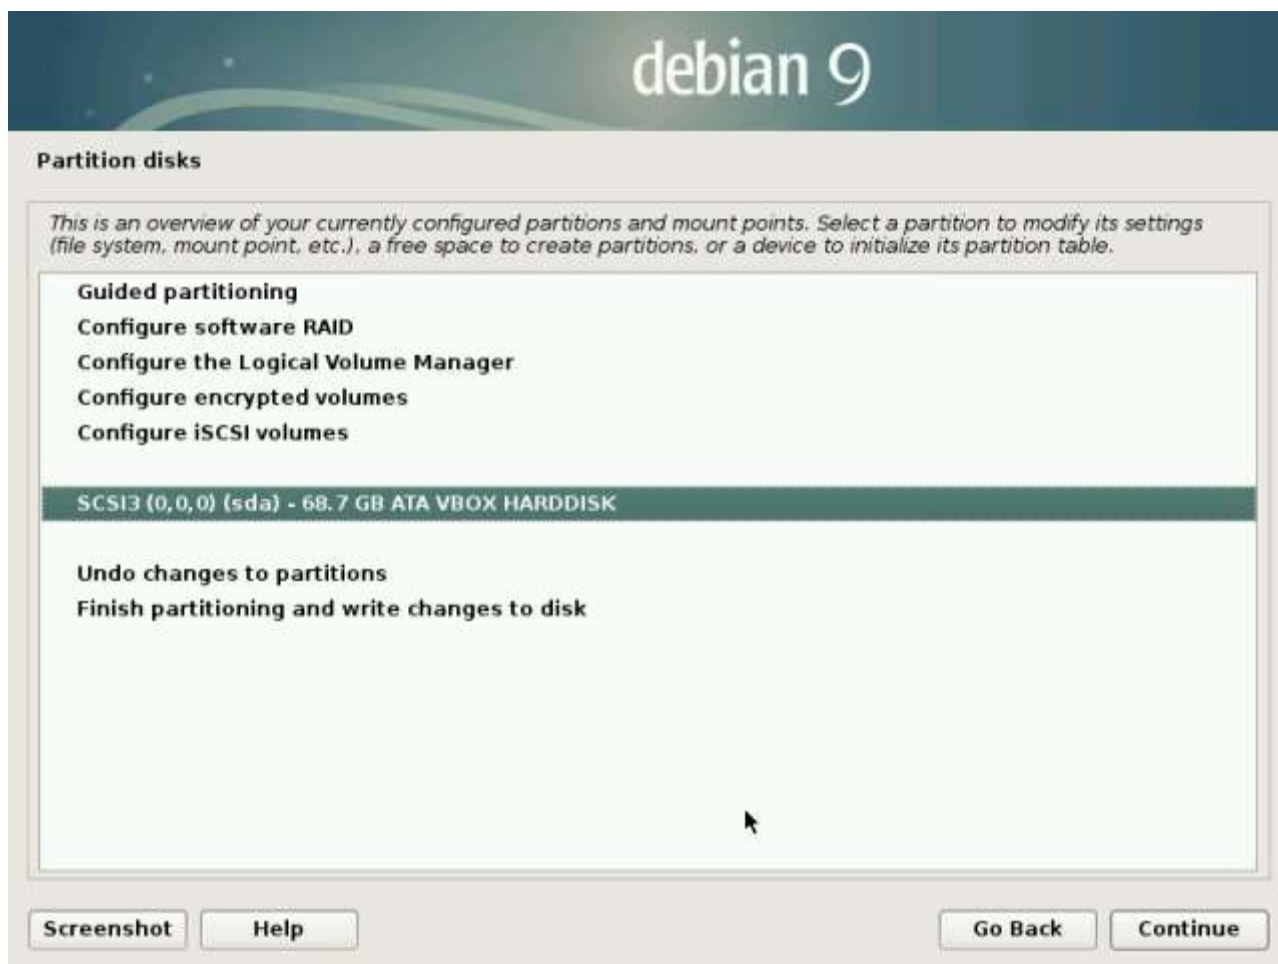 debian 9
Partition disks
This is an overview of your currently configured partitions and mount points. Select a partition to modify its settings
(file system, mount point, etc.), a free space to create partitions, or a device to initialize its partition table.
Guided partitioning
Configure software RAID
Configure the Logical Volume Manager
Configure encrypted volumes
Configure iSCSI volumes
SCSI3 (0,0,0) (sda) - 68.7 GB ATA VBOX HARDDISK
Undo changes to partitions
Finish partitioning and write changes to disk
Screenshot Help Go Back Continue